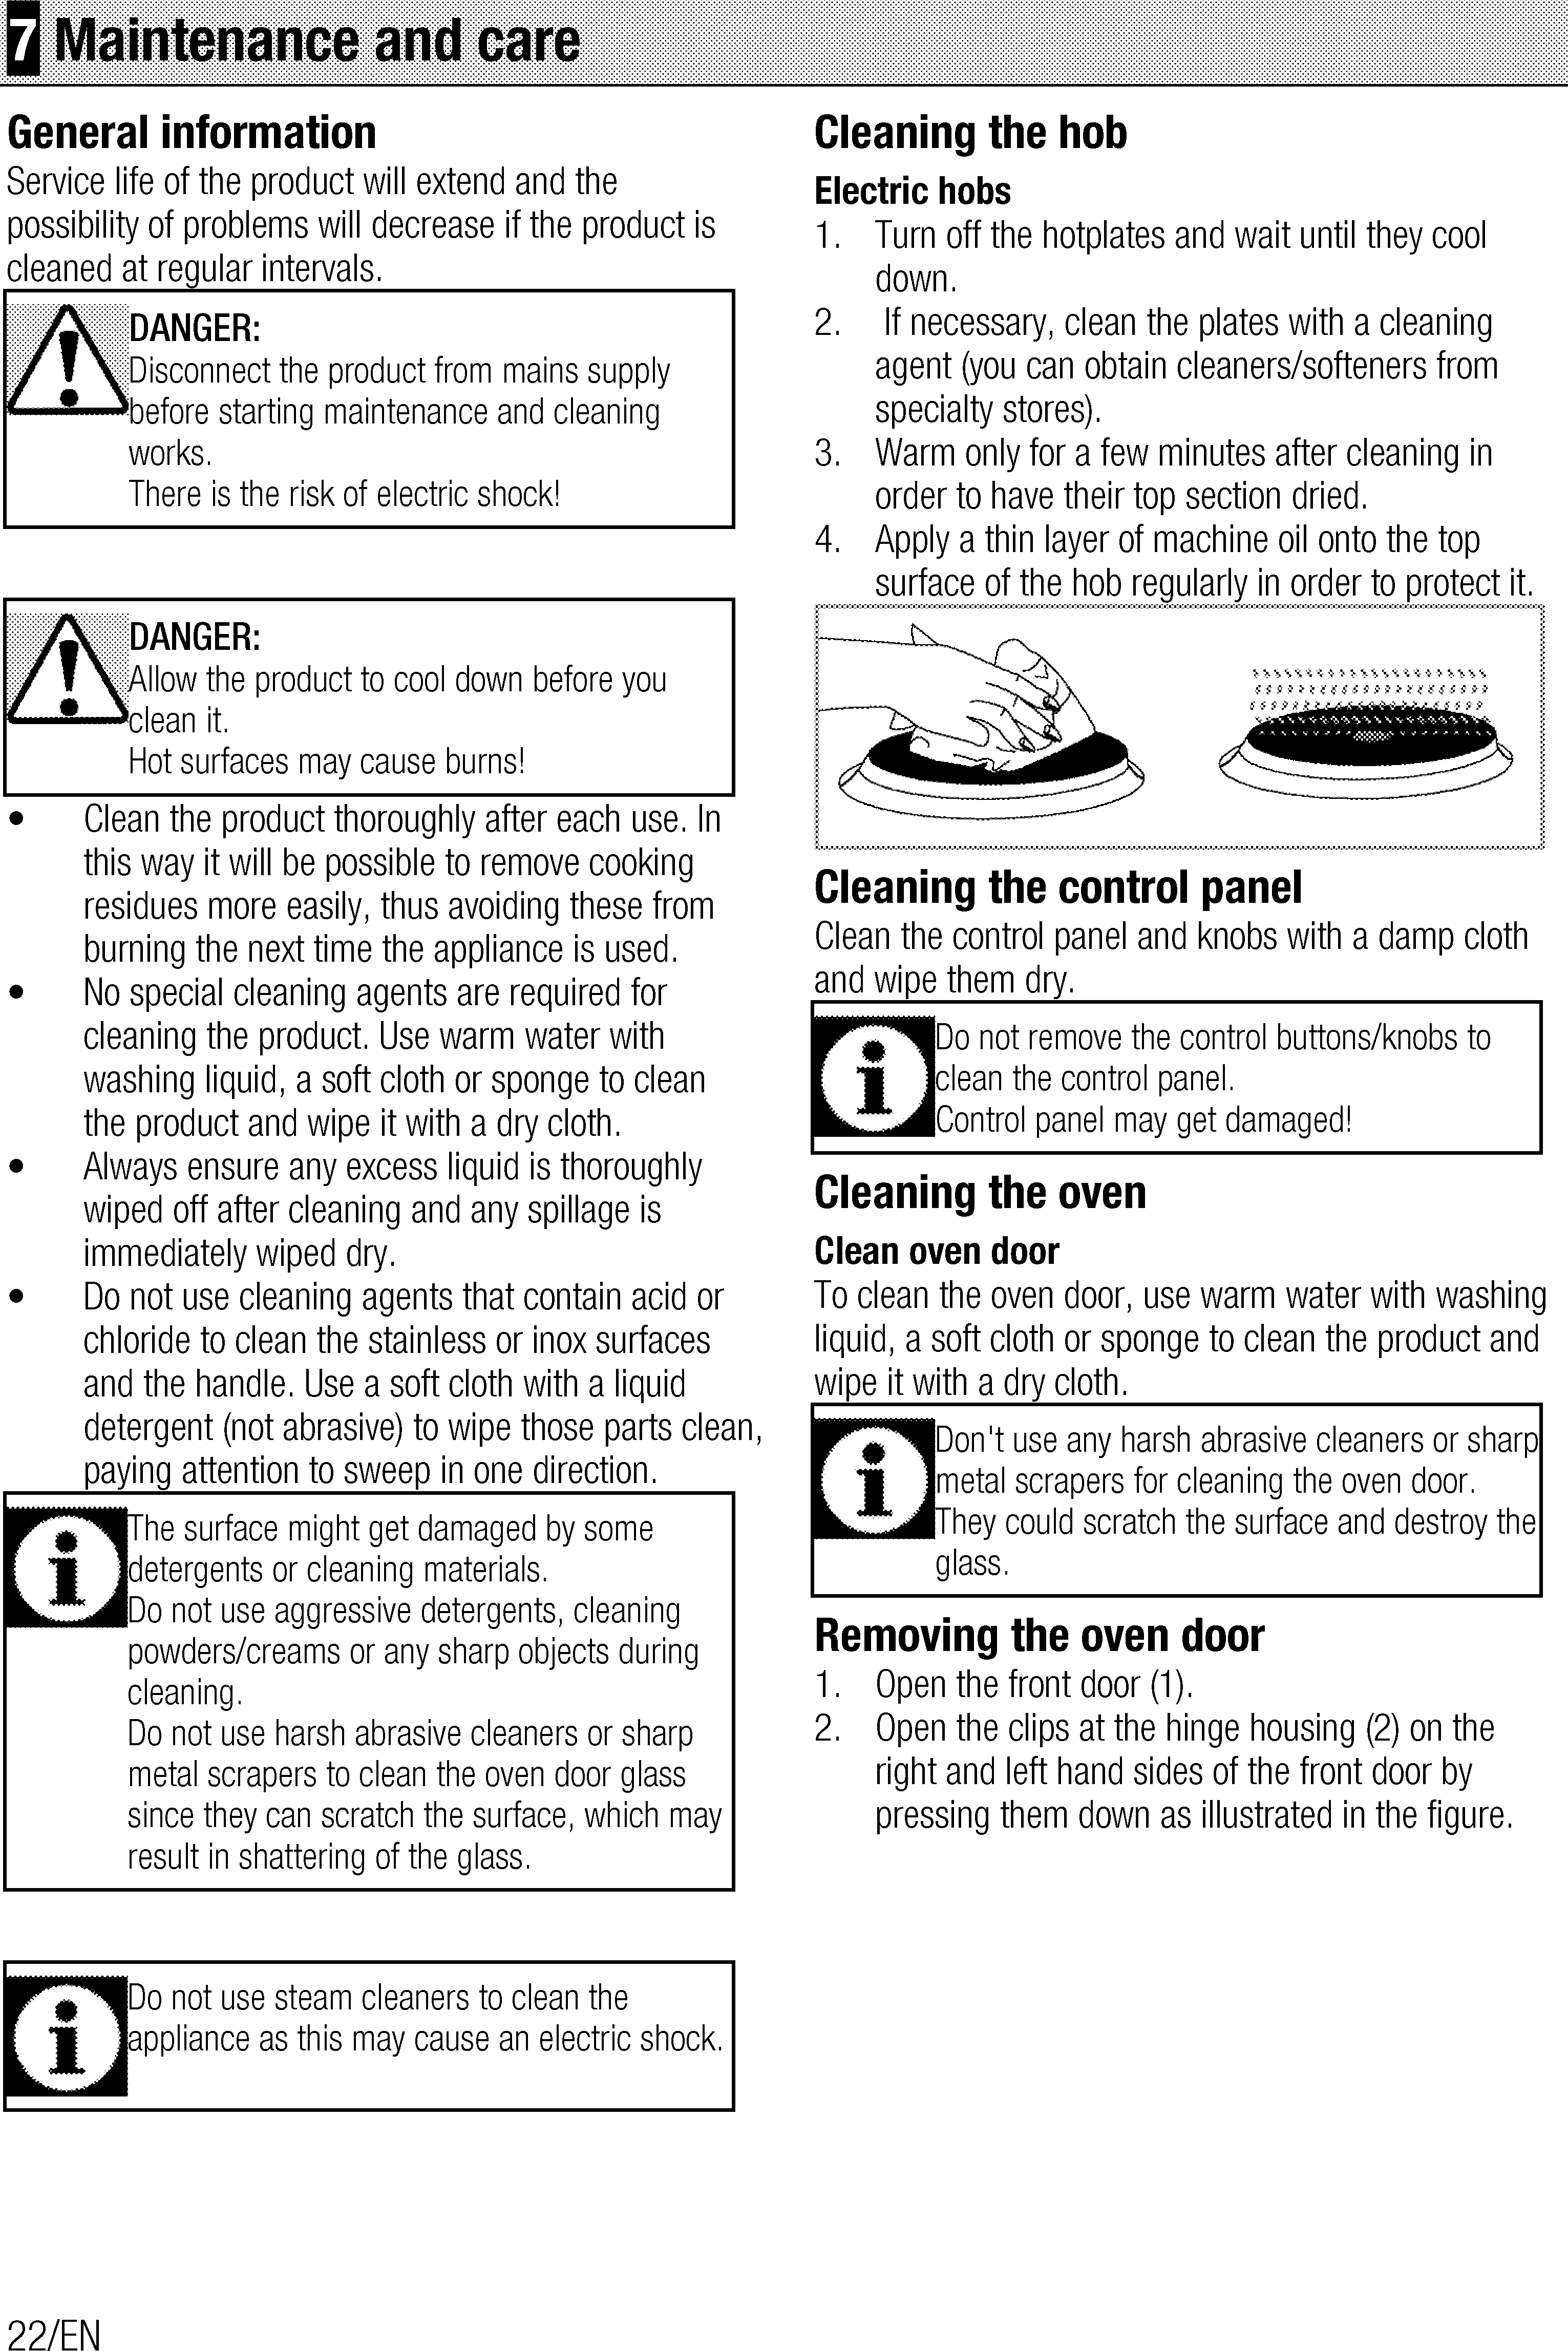 7 Maintenance and care
General information
Service life of the product will extend and the
possibility of problems will decrease if the product is
cleaned at regular intervals.
DANGER:
Disconnect the product from mains supply
before starting maintenance and cleaning
works.
There is the risk of electric shock!
DANGER:
Allow the product to cool down before you
clean it.
Hot surfaces may cause burns!
• Clean the product thoroughly after each use. In
this way it will be possible to remove cooking
residues more easily, thus avoiding these from
burning the next time the appliance is used.
• No special cleaning agents are required for
cleaning the product. Use warm water with
washing liquid, a soft cloth or sponge to clean
the product and wipe it with a dry cloth.
• Always ensure any excess liquid is thoroughly
wiped off after cleaning and any spillage is
immediately wiped dry.
• Do not use cleaning agents that contain acid or
chloride to clean the stainless or inox surfaces
and the handle. Use a soft cloth with a liquid
detergent (not abrasive) to wipe those parts clean,
paying attention to sweep in one direction.
The surface might get damaged by some
detergents or cleaning materials.
Do not use aggressive detergents, cleaning
powders/creams or any sharp objects during
cleaning.
Do not use harsh abrasive cleaners or sharp
metal scrapers to clean the oven door glass
since they can scratch the surface, which may
result in shattering of the glass.
Do not use steam cleaners to clean the
appliance as this may cause an electric shock.
Cleaning the hob
Electric hobs
1. Turn off the hotplates and wait until they cool
down.
2. If necessary, clean the plates with a cleaning
agent (you can obtain cleaners/softeners from
specialty stores).
3. Warm only for a few minutes after cleaning in
order to have their top section dried.
4. Apply a thin layer of machine oil onto the top
surface of the hob regularly in order to protect it.
Cleaning the control panel
Clean the control panel and knobs with a damp cloth
and wipe them dry.
Do not remove the control buttons/knobs to
clean the control panel.
Control panel may get damaged!
Cleaning the oven
Clean oven door
To clean the oven door, use warm water with washing
liquid, a soft cloth or sponge to clean the product and
wipe it with a dry cloth.
Don't use any harsh abrasive cleaners or sharp
metal scrapers for cleaning the oven door.
They could scratch the surface and destroy the
glass.
Removing the oven door
1. Open the front door (1).
2. Open the clips at the hinge housing (2) on the
right and left hand sides of the front door by
pressing them down as illustrated in the figure.
22/EN